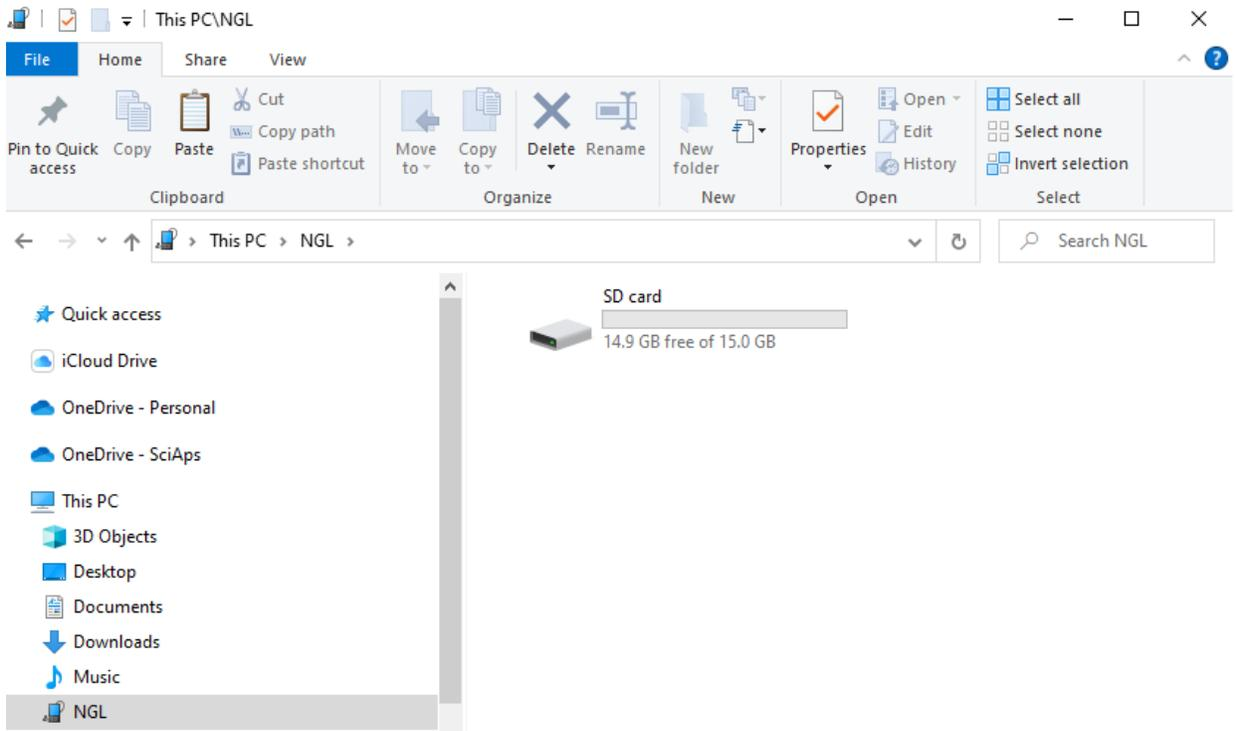 This PC\NGL
File Home Share View
Pin to Quick access
Copy
Paste
Cut
Copy path
Paste shortcut
Clipboard
Move to
Copy to
Delete
Rename
Organize
New folder
New
Properties
Open
Edit
History
Open
Select all
Select none
Invert selection
Select
This PC > NGL >
Search NGL
Quick access
iCloud Drive
OneDrive - Personal
OneDrive - SciAps
This PC
3D Objects
Desktop
Documents
Downloads
Music
NGL
SD card
14.9 GB free of 15.0 GB